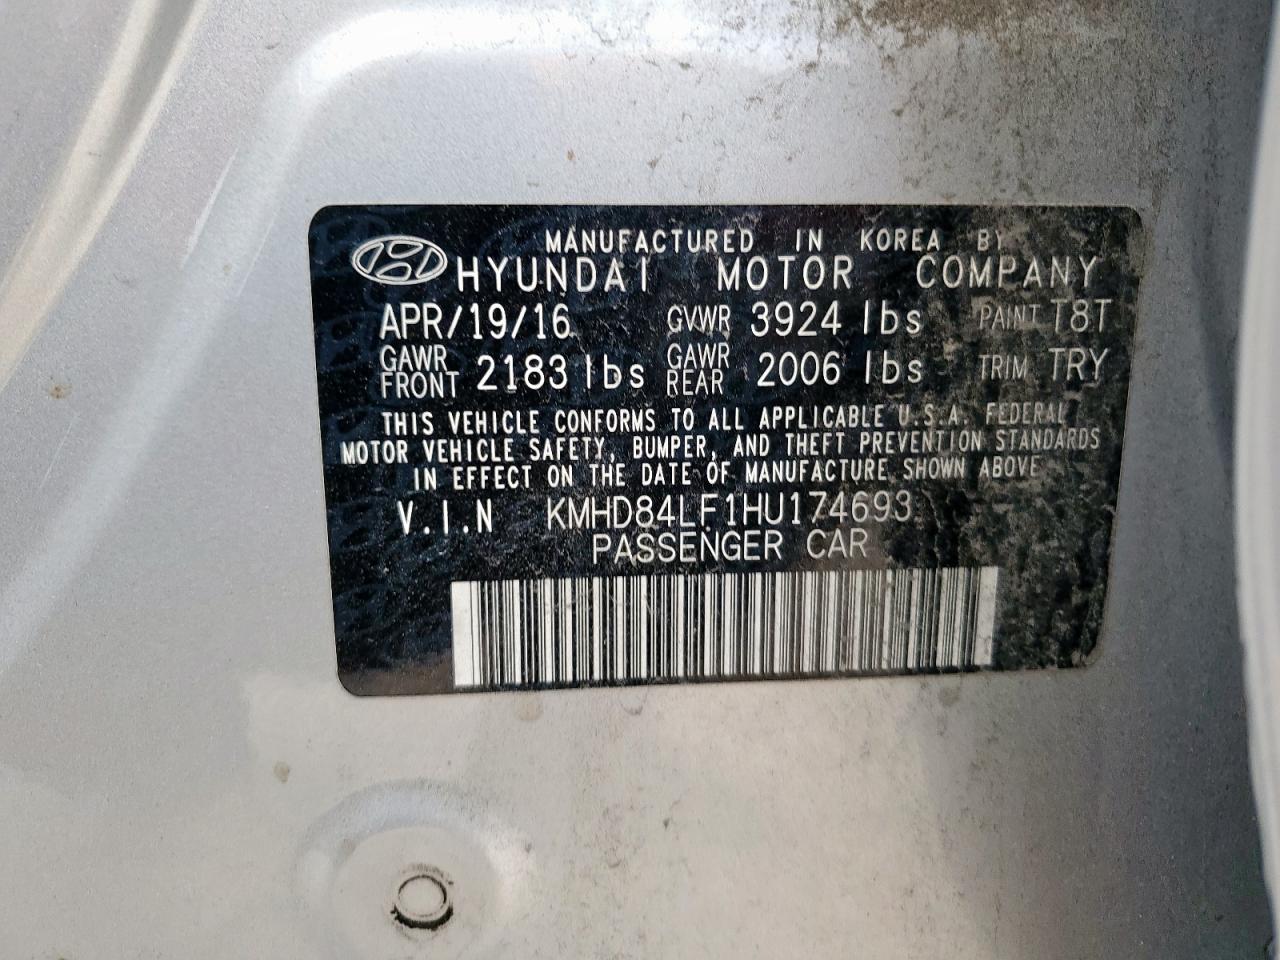 MANUFACTURED IN KOREA BY
HYUNDAI MOTOR COMPANY
APR/19/16 GVWR 3924 lbs PAINT T8T
GAWR FRONT 2183 lbs GAWR REAR 2006 lbs TRIM TRY
THIS VEHICLE CONFORMS TO ALL APPLICABLE U.S.A. FEDERAL
MOTOR VEHICLE SAFETY, BUMPER, AND THEFT PREVENTION STANDARDS
IN EFFECT ON THE DATE OF MANUFACTURE SHOWN ABOVE
V.I.N KMHD84LF1HU174693
PASSENGER CAR